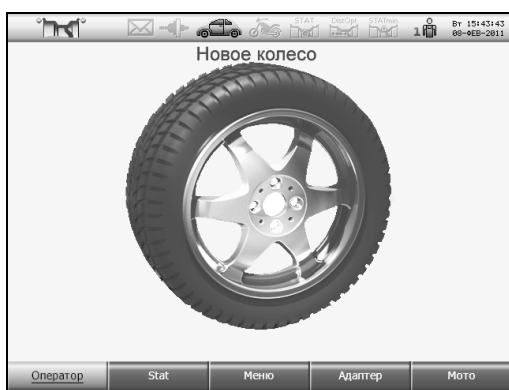 STAT DistOpt STATmin
1 Вт 15:43:43
08-ФЕВ-2011
Новое колесо
Оператор Stat Меню Адаптер Мото